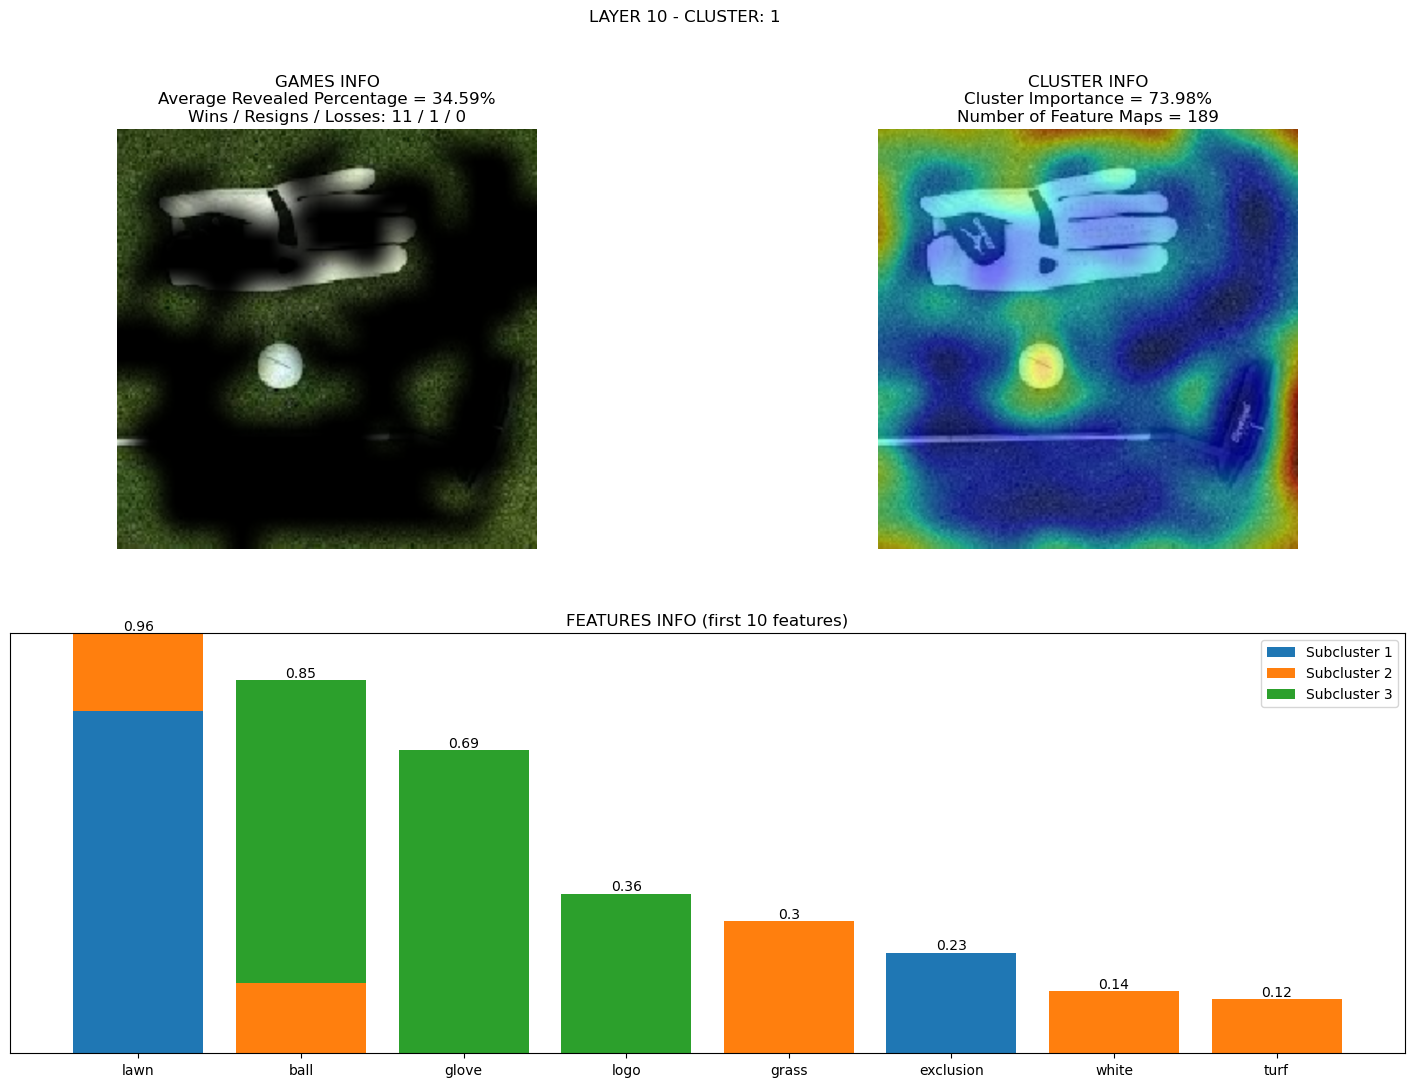 LAYER 10 - CLUSTER: 1
GAMES INFO
Average Revealed Percentage = 34.59%
Wins / Resigns / Losses: 11 / 1 / 0
CLUSTER INFO
Cluster Importance = 73.98%
Number of Feature Maps = 189
FEATURES INFO (first 10 features)
0.96
0.85
0.69
0.36
0.3
0.23
0.14
0.12
Subcluster 1
Subcluster 2
Subcluster 3
lawn
ball
glove
logo
grass
exclusion
white
turf